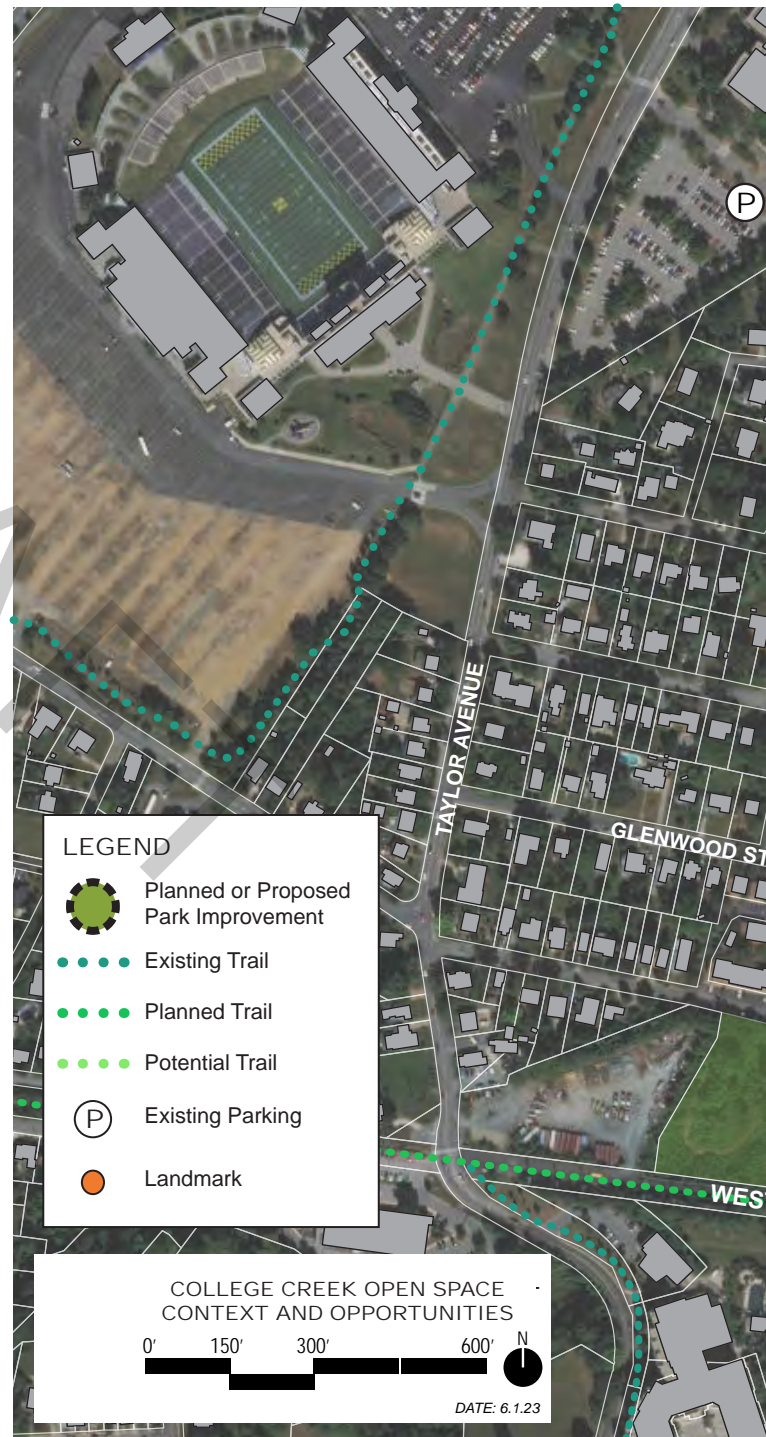 P
TAYLOR AVENUE
GLENWOOD ST
LEGEND
Planned or Proposed
Park Improvement
Existing Trail
Planned Trail
Potential Trail
P Existing Parking
Landmark
WEST
COLLEGE CREEK OPEN SPACE
CONTEXT AND OPPORTUNITIES
0' 150' 300' 600' N
DATE: 6.1.23